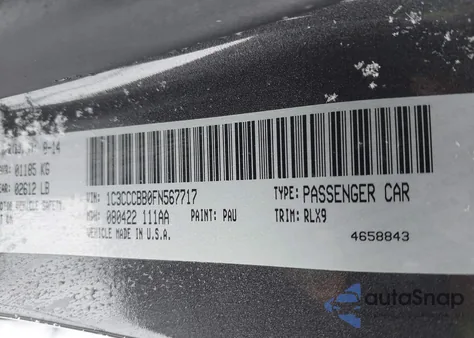 8-14
01185 KG
02612 LB
VIN: 1C3CCCBB0FN567717 TYPE: PASSENGER CAR
080422 111AA PAINT: PAU TRIM: RLX9
VEHICLE MADE IN U.S.A. 4658843
autoSnap